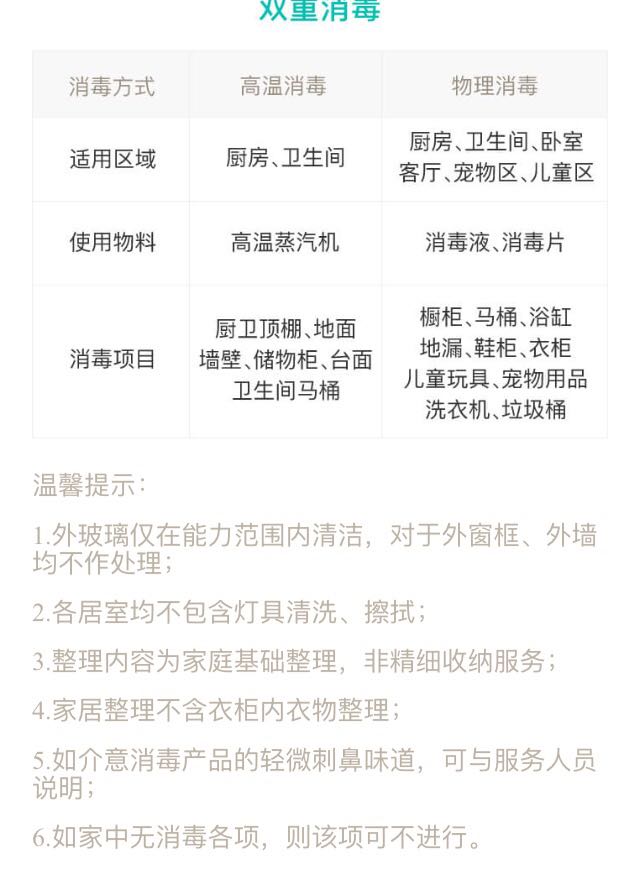 双重消毒
消毒方式
高温消毒
物理消毒
适用区域
厨房、卫生间
厨房、卫生间、卧室
客厅、宠物区、儿童区
使用物料
高温蒸汽机
消毒液、消毒片
消毒项目
厨卫顶棚、地面
墙壁、储物柜、台面
卫生间马桶
橱柜、马桶、浴缸
地漏、鞋柜、衣柜
儿童玩具、宠物用品
洗衣机、垃圾桶
温馨提示：
1.外玻璃仅在能力范围内清洁，对于外窗框、外墙
均不作处理；
2.各居室均不包含灯具清洗、擦拭；
3.整理内容为家庭基础整理，非精细收纳服务；
4.家居整理不含衣柜内衣物整理；
5.如介意消毒产品的轻微刺鼻味道，可与服务人员
说明；
6.如家中无消毒各项，则该项可不进行。